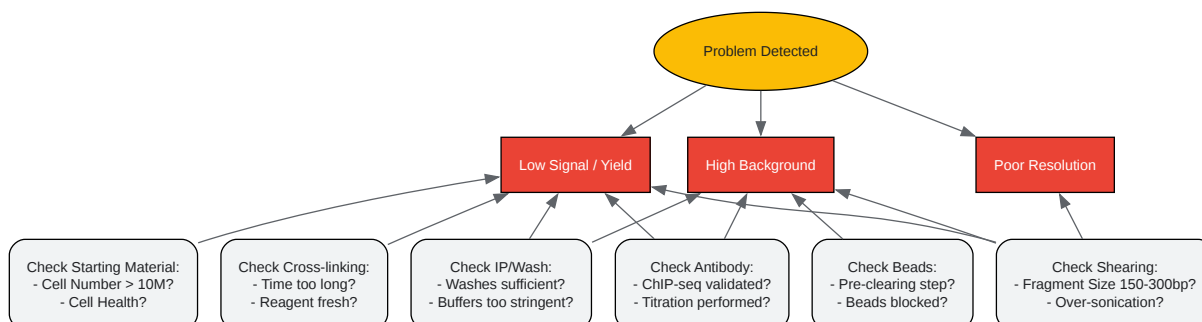 Problem Detected
Low Signal / Yield
High Background
Poor Resolution
Check Starting Material:
- Cell Number > 10M?
- Cell Health?
Check Cross-linking:
- Time too long?
- Reagent fresh?
Check IP/Wash:
- Washes sufficient?
- Buffers too stringent?
Check Antibody:
- ChIP-seq validated?
- Titration performed?
Check Beads:
- Pre-clearing step?
- Beads blocked?
Check Shearing:
- Fragment Size 150-300bp?
- Over-sonication?